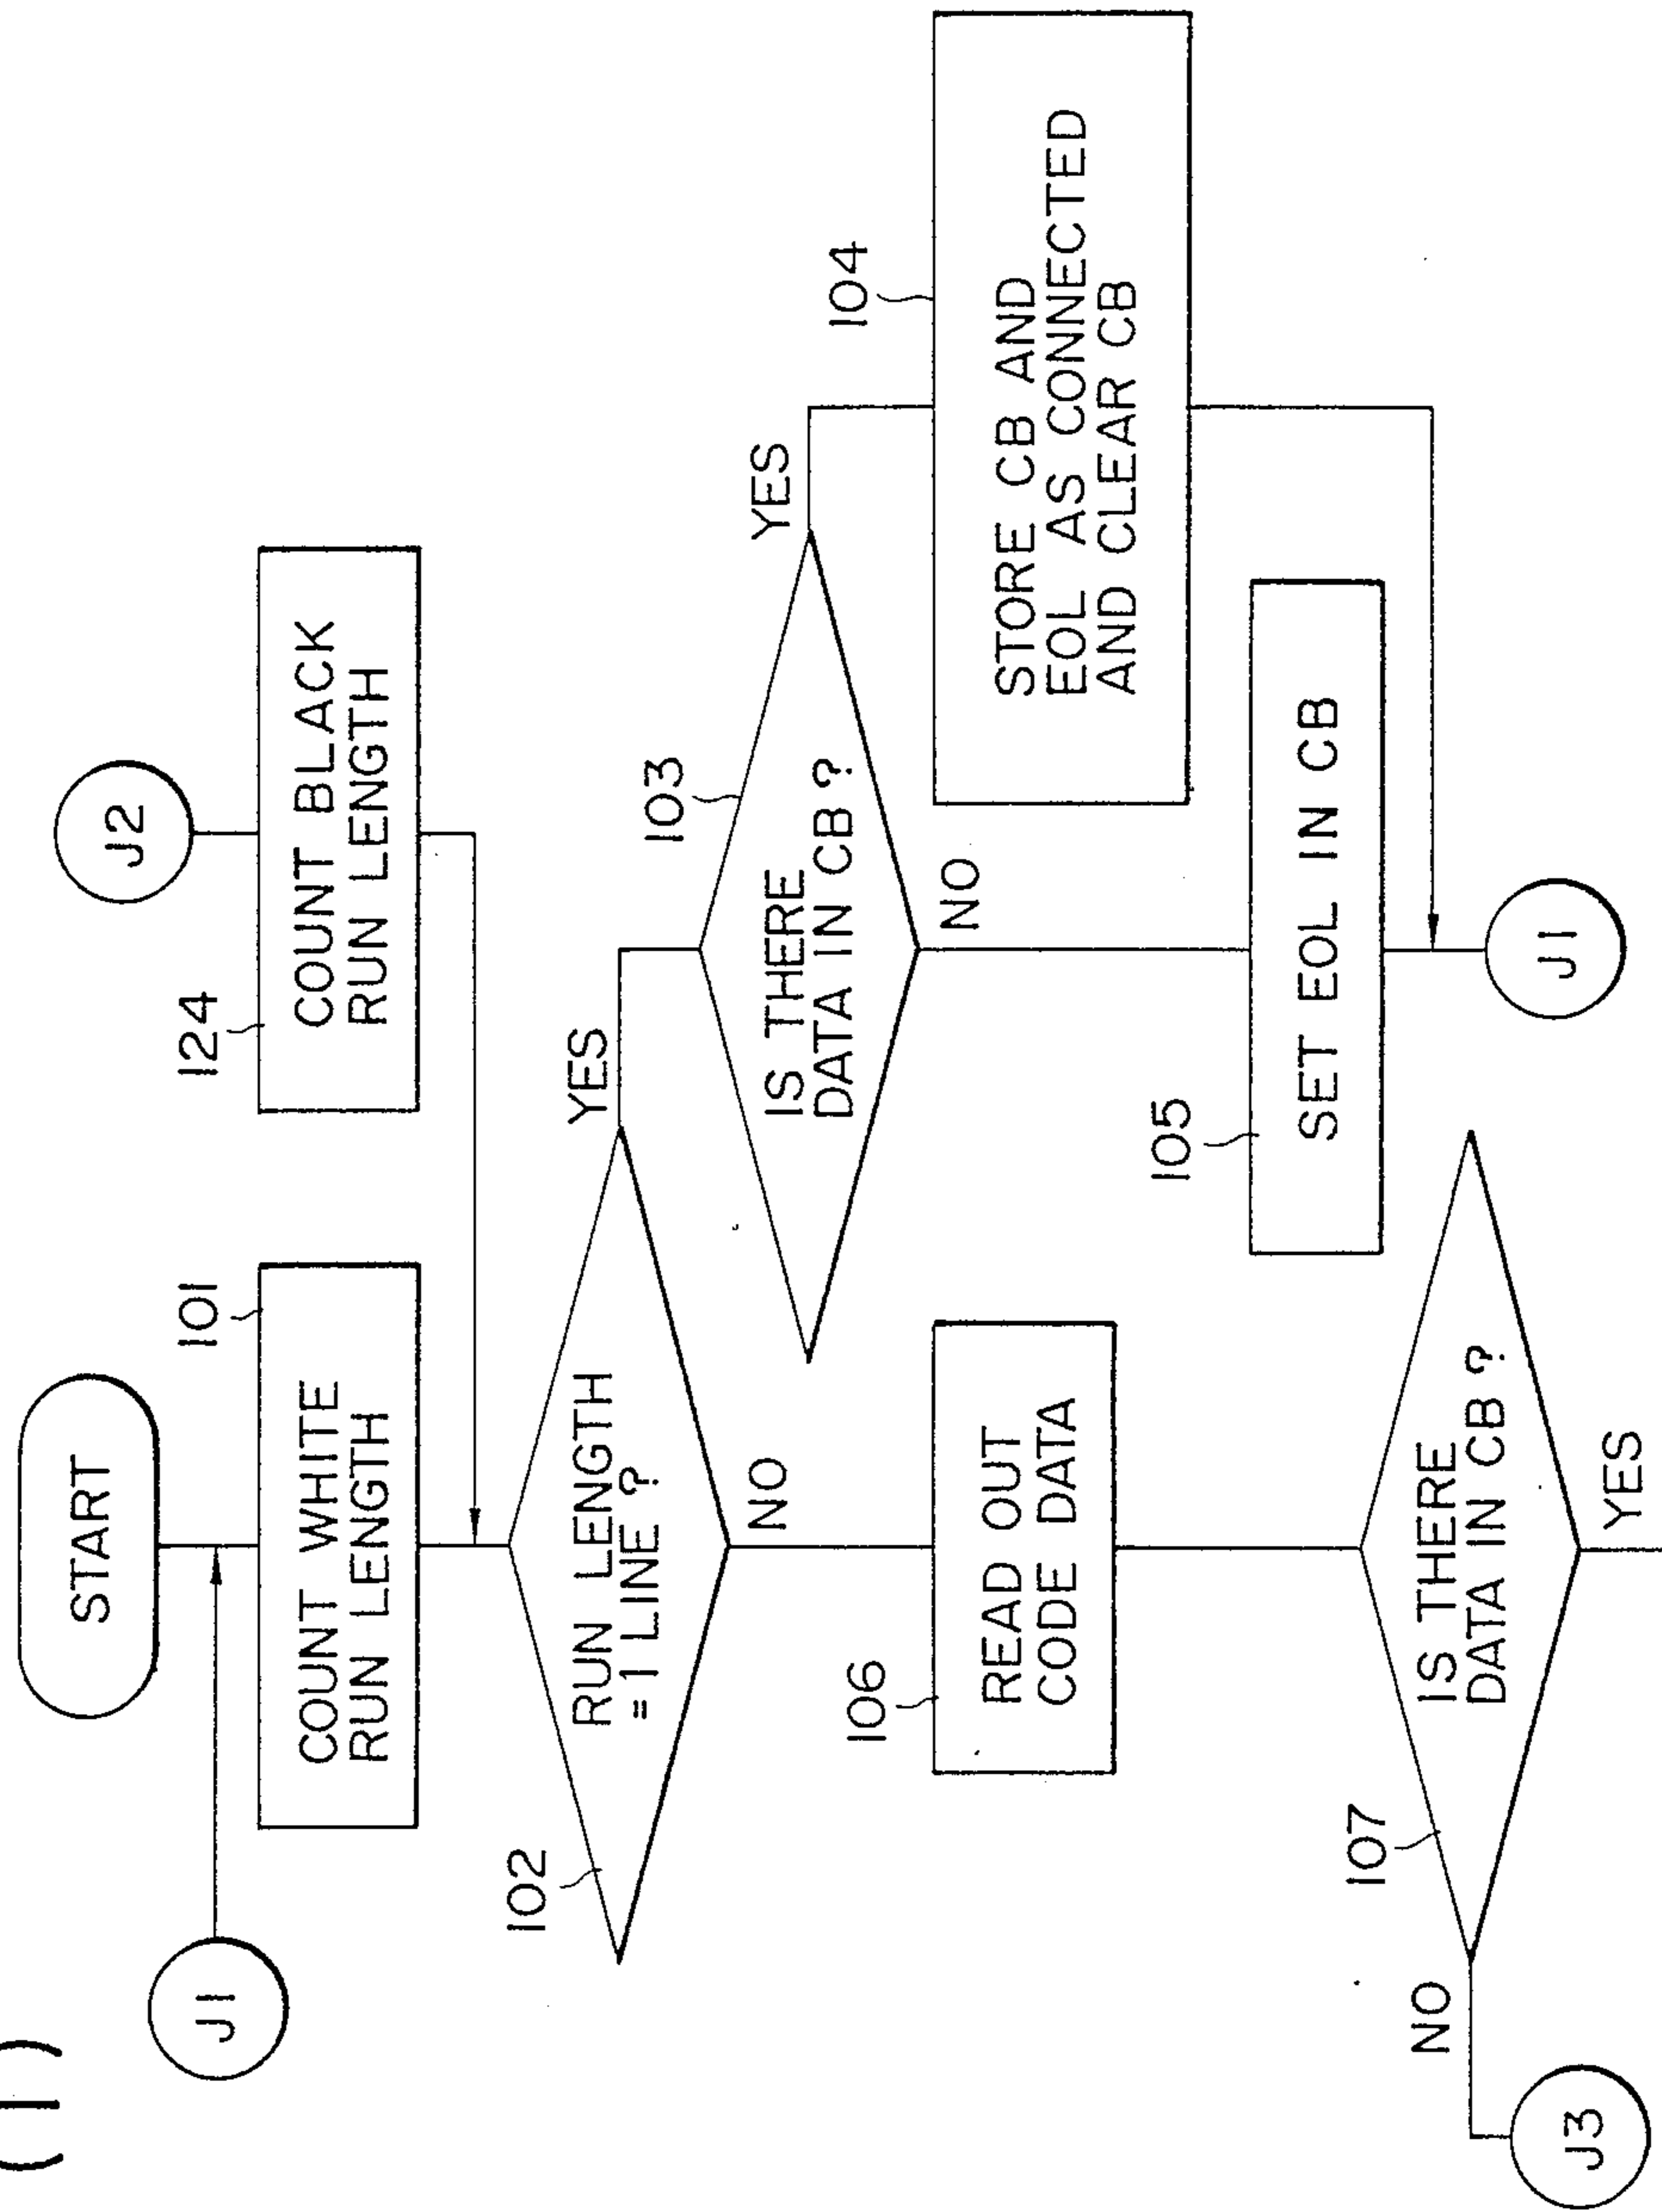 (1)
START
J1
101
COUNT WHITE
RUN LENGTH
J2
124
COUNT BLACK
RUN LENGTH
102
RUN LENGTH
= 1 LINE ?
YES
NO
103
IS THERE
DATA IN CB ?
YES
NO
104
STORE CB AND
EOL AS CONNECTED
AND CLEAR CB
105
SET EOL IN CB
J1
106
READ OUT
CODE DATA
107
IS THERE
DATA IN CB ?
NO
J3
YES